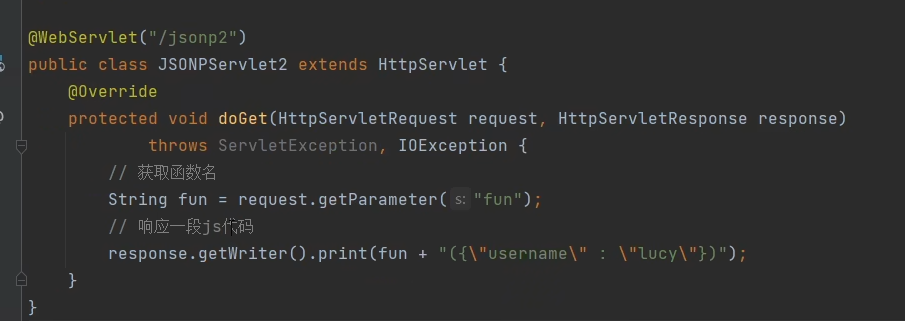 @WebServlet("/jsonp2")
public class JSONPServlet2 extends HttpServlet {
@Override
protected void doGet(HttpServletRequest request, HttpServletResponse response)
throws ServletException, IOException {
// 获取函数名
String fun = request.getParameter( s: "fun");
// 响应一段js代码
response.getWriter().print(fun + "({\"username\" : \"lucy\"})");
}
}